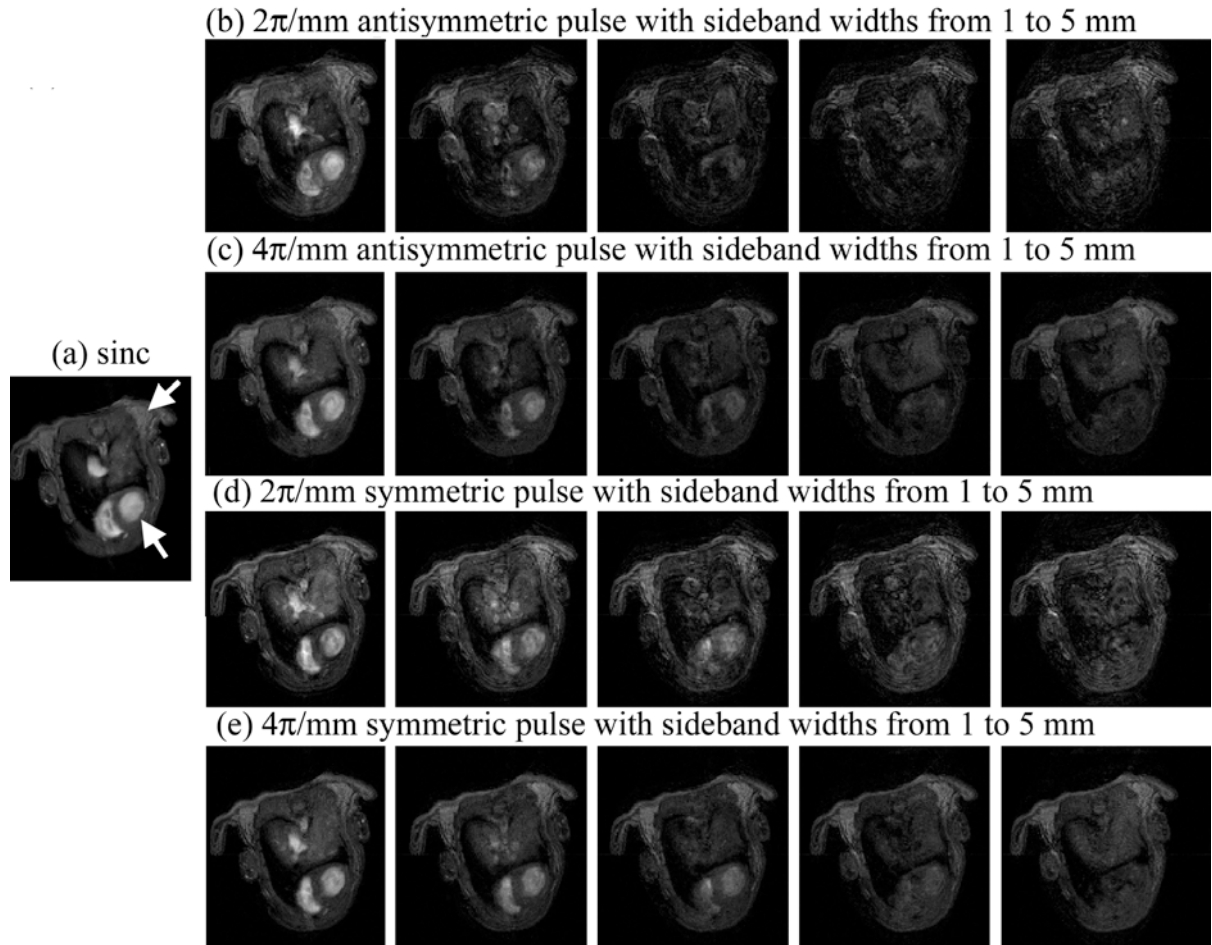 (b) 2π/mm antisymmetric pulse with sideband widths from 1 to 5 mm
(c) 4π/mm antisymmetric pulse with sideband widths from 1 to 5 mm
(a) sinc
(d) 2π/mm symmetric pulse with sideband widths from 1 to 5 mm
(e) 4π/mm symmetric pulse with sideband widths from 1 to 5 mm